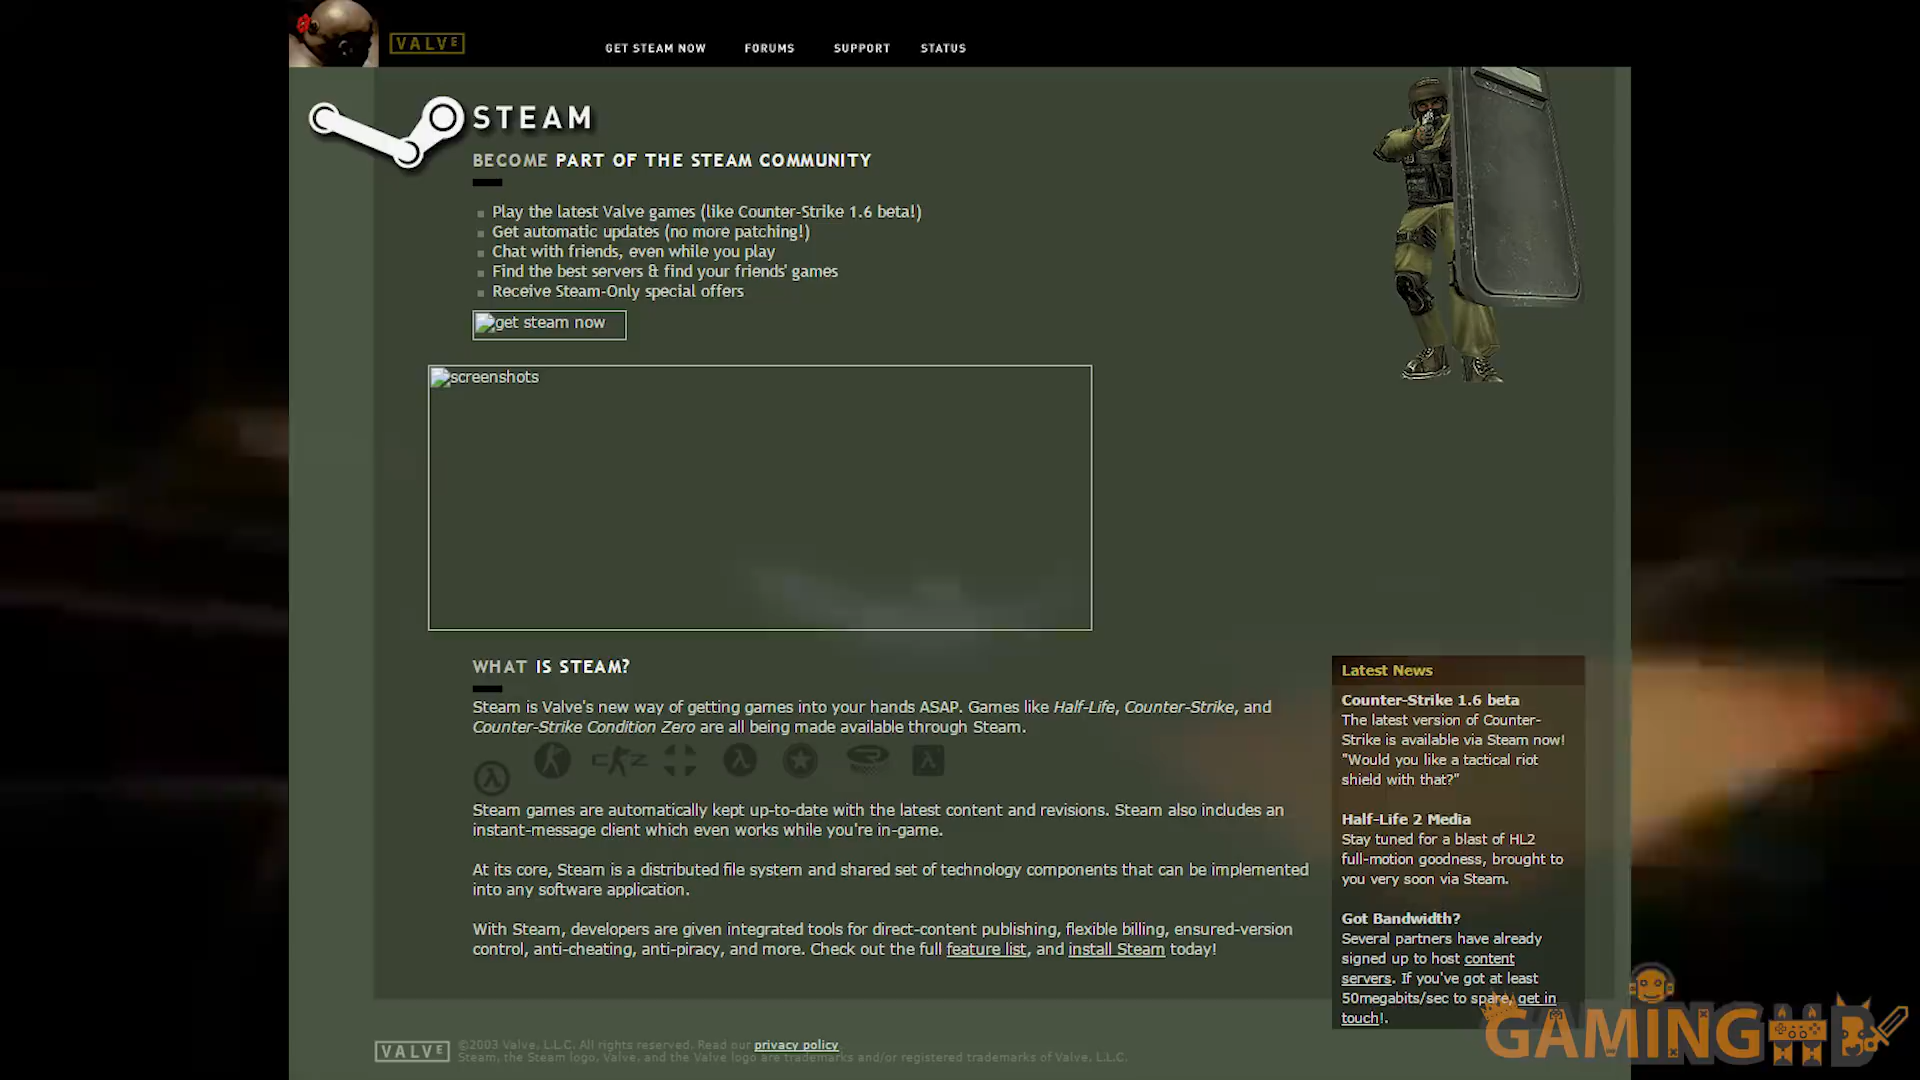 VALVE
GET STEAM NOW FORUMS SUPPORT STATUS
STEAM
BECOME PART OF THE STEAM COMMUNITY
Play the latest Valve games (like Counter-Strike 1.6 beta!)
Get automatic updates (no more patching!)
Chat with friends, even while you play
Find the best servers & find your friends' games
Receive Steam-Only special offers
get steam now
screenshots
WHAT IS STEAM?
Steam is Valve's new way of getting games into your hands ASAP. Games like Half-Life, Counter-Strike, and
Counter-Strike Condition Zero are all being made available through Steam.
CZ
Steam games are automatically kept up-to-date with the latest content and revisions. Steam also includes an
instant-message client which even works while you're in-game.
At its core, Steam is a distributed file system and shared set of technology components that can be implemented
into any software application.
With Steam, developers are given integrated tools for direct-content publishing, flexible billing, ensured-version
control, anti-cheating, anti-piracy, and more. Check out the full feature list, and install Steam today!
Latest News
Counter-Strike 1.6 beta
The latest version of Counter-
Strike is available via Steam now!
"Would you like a tactical riot
shield with that?"
Half-Life 2 Media
Stay tuned for a blast of HL2
full-motion goodness, brought to
you very soon via Steam.
Got Bandwidth?
Several partners have already
signed up to host content
servers. If you've got at least
50megabits/sec to spare, get in
touch!.
VALVE
©2003 Valve, L.L.C. All rights reserved. Read our privacy policy.
Steam, the Steam logo, Valve, and the Valve logo are trademarks and/or registered trademarks of Valve, L.L.C.
GAMING HD